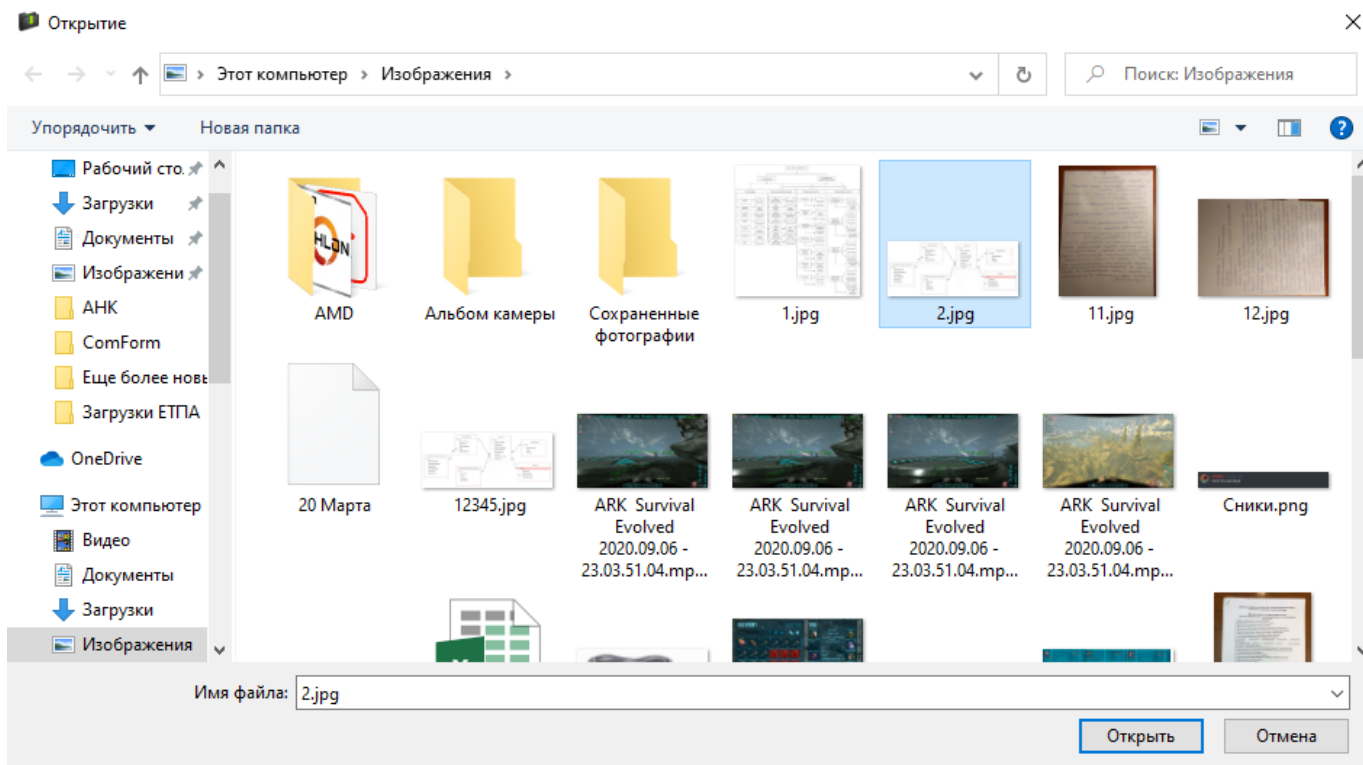 Открытие
Этот компьютер › Изображения ›
Поиск: Изображения
Упорядочить
Новая папка
?
Рабочий сто.
Загрузки
Документы
Изображени
АНК
ComForm
Еще более новь
Загрузки ЕТПА
OneDrive
Этот компьютер
Видео
Документы
Загрузки
Изображения
HLON
AMD
Альбом камеры
Сохраненные
фотографии
1.jpg
2.jpg
11.jpg
12.jpg
20 Марта
12345.jpg
ARK Survival
Evolved
2020.09.06 -
23.03.51.04.mp...
ARK Survival
Evolved
2020.09.06 -
23.03.51.04.mp...
ARK Survival
Evolved
2020.09.06 -
23.03.51.04.mp...
ARK Survival
Evolved
2020.09.06 -
23.03.51.04.mp...
Сники.png
Имя файла:
2.jpg
Открыть
Отмена